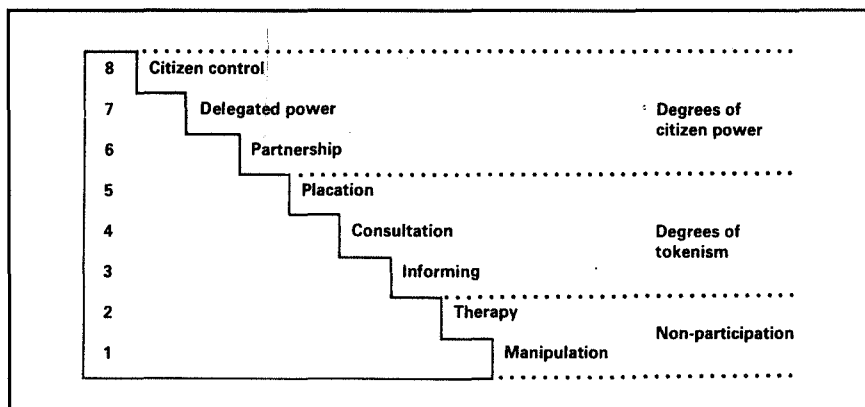 8 Citizen control
7 Delegated power
Degrees of
citizen power
6 Partnership
5 Placation
4 Consultation
Degrees of
tokenism
3 Informing
2 Therapy
Non-participation
1 Manipulation